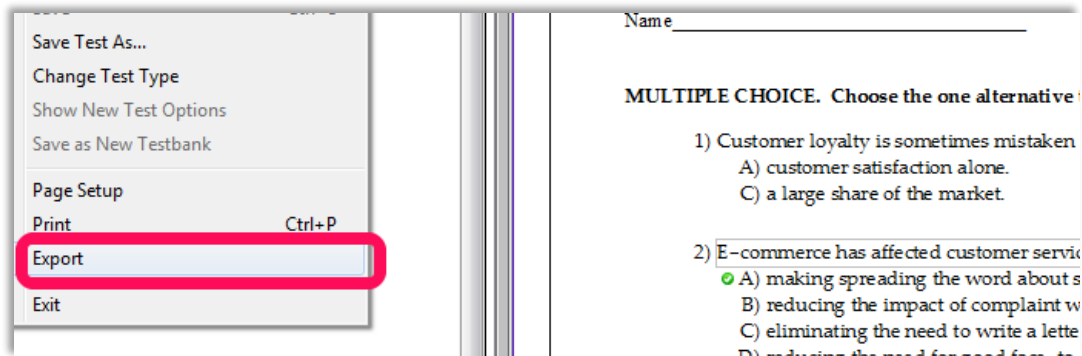 Save Test As...
Change Test Type
Show New Test Options
Save as New Testbank
Page Setup
Print Ctrl+P
Export
Exit
Name
MULTIPLE CHOICE. Choose the one alternative
1) Customer loyalty is sometimes mistaken
A) customer satisfaction alone.
C) a large share of the market.
2) E-commerce has affected customer servic
A) making spreading the word about s
B) reducing the impact of complaint w
C) eliminating the need to write a lette